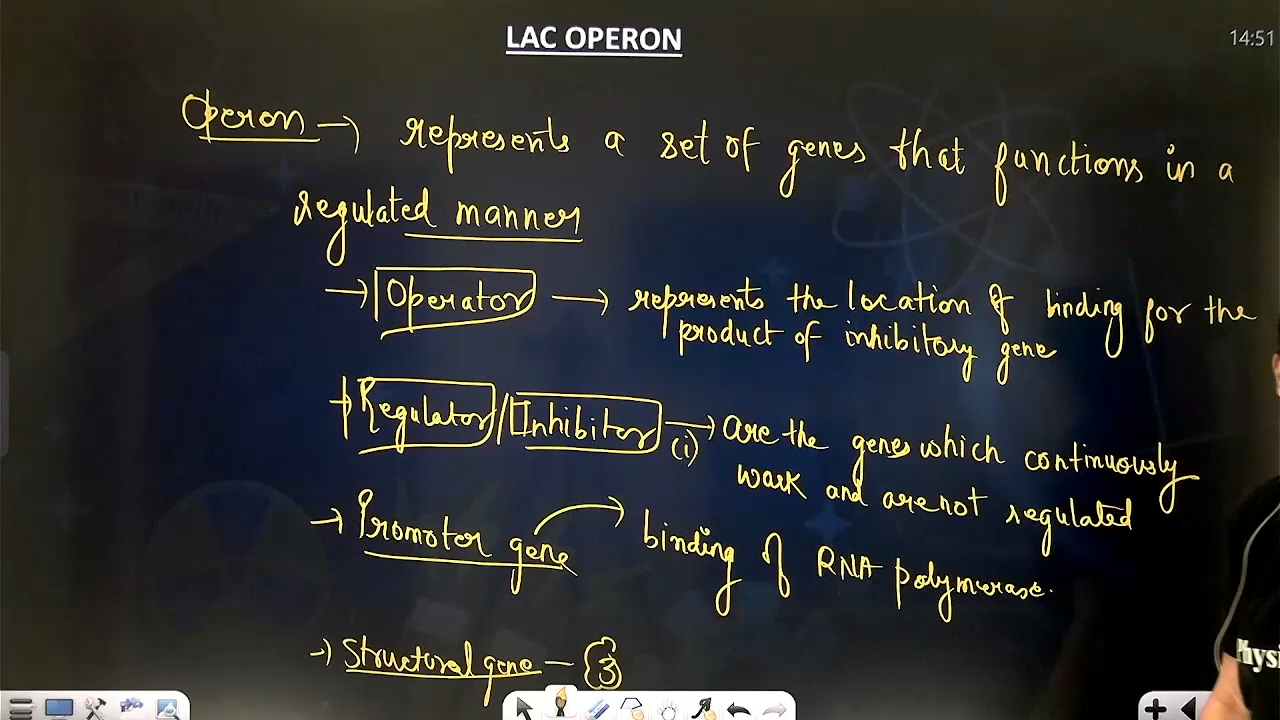 LAC OPERON
14:51
Operon → represents a set of genes that functions in a
regulated manner
→ Operator → represents the location of binding for the
product of inhibitory gene
→ Regulator / Inhibitor (i) → are the genes which continuously
work and are not regulated
→ Promoter gene → binding of RNA polymerase.
→ Structural gene - {3
Physi